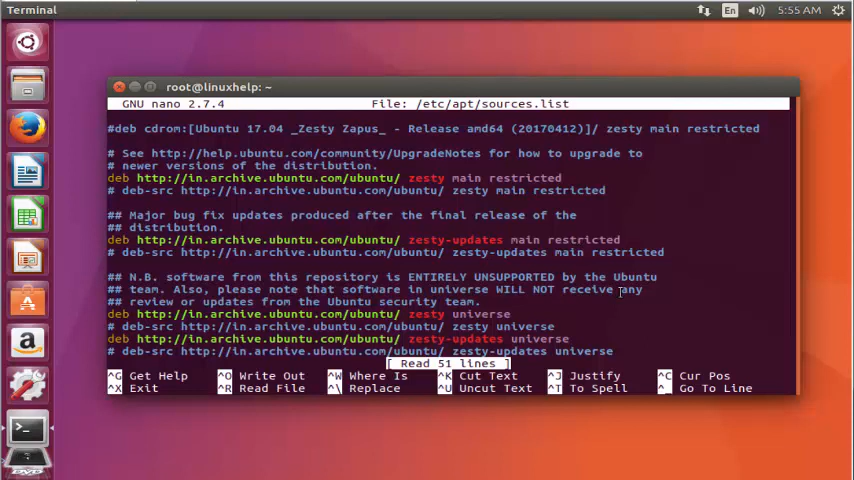 Terminal
En
5:55 AM
root@linuxhelp: ~
GNU nano 2.7.4 File: /etc/apt/sources.list
#deb cdrom:[Ubuntu 17.04 _Zesty Zapus_ - Release amd64 (20170412)]/ zesty main restricted
# See http://help.ubuntu.com/community/UpgradeNotes for how to upgrade to
# newer versions of the distribution.
deb http://in.archive.ubuntu.com/ubuntu/ zesty main restricted
# deb-src http://in.archive.ubuntu.com/ubuntu/ zesty main restricted
## Major bug fix updates produced after the final release of the
## distribution.
deb http://in.archive.ubuntu.com/ubuntu/ zesty-updates main restricted
# deb-src http://in.archive.ubuntu.com/ubuntu/ zesty-updates main restricted
## N.B. software from this repository is ENTIRELY UNSUPPORTED by the Ubuntu
## team. Also, please note that software in universe WILL NOT receive any
## review or updates from the Ubuntu security team.
deb http://in.archive.ubuntu.com/ubuntu/ zesty universe
# deb-src http://in.archive.ubuntu.com/ubuntu/ zesty universe
deb http://in.archive.ubuntu.com/ubuntu/ zesty-updates universe
# deb-src http://in.archive.ubuntu.com/ubuntu/ zesty-updates universe
[ Read 51 lines ]
^G Get Help ^O Write Out ^W Where Is ^K Cut Text ^J Justify ^C Cur Pos
^X Exit ^R Read File ^\ Replace ^U Uncut Text ^T To Spell ^_ Go To Line